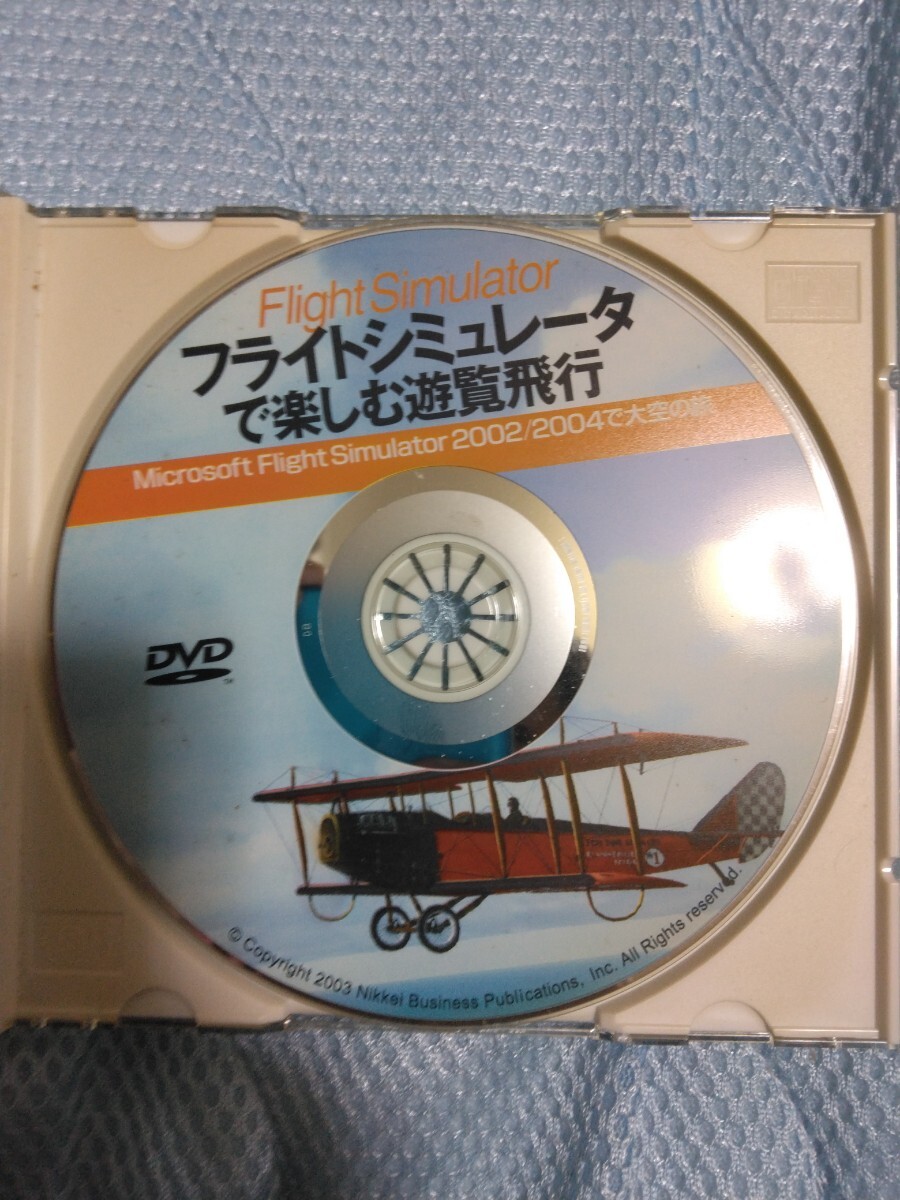 Flight Simulator
フライトシミュレータ
で楽しむ遊覧飛行
Microsoft Flight Simulator 2002/2004で大空の旅
DVD
TM
#1
© Copyright 2003 Nikkei Business Publications, Inc. All Rights reserved.